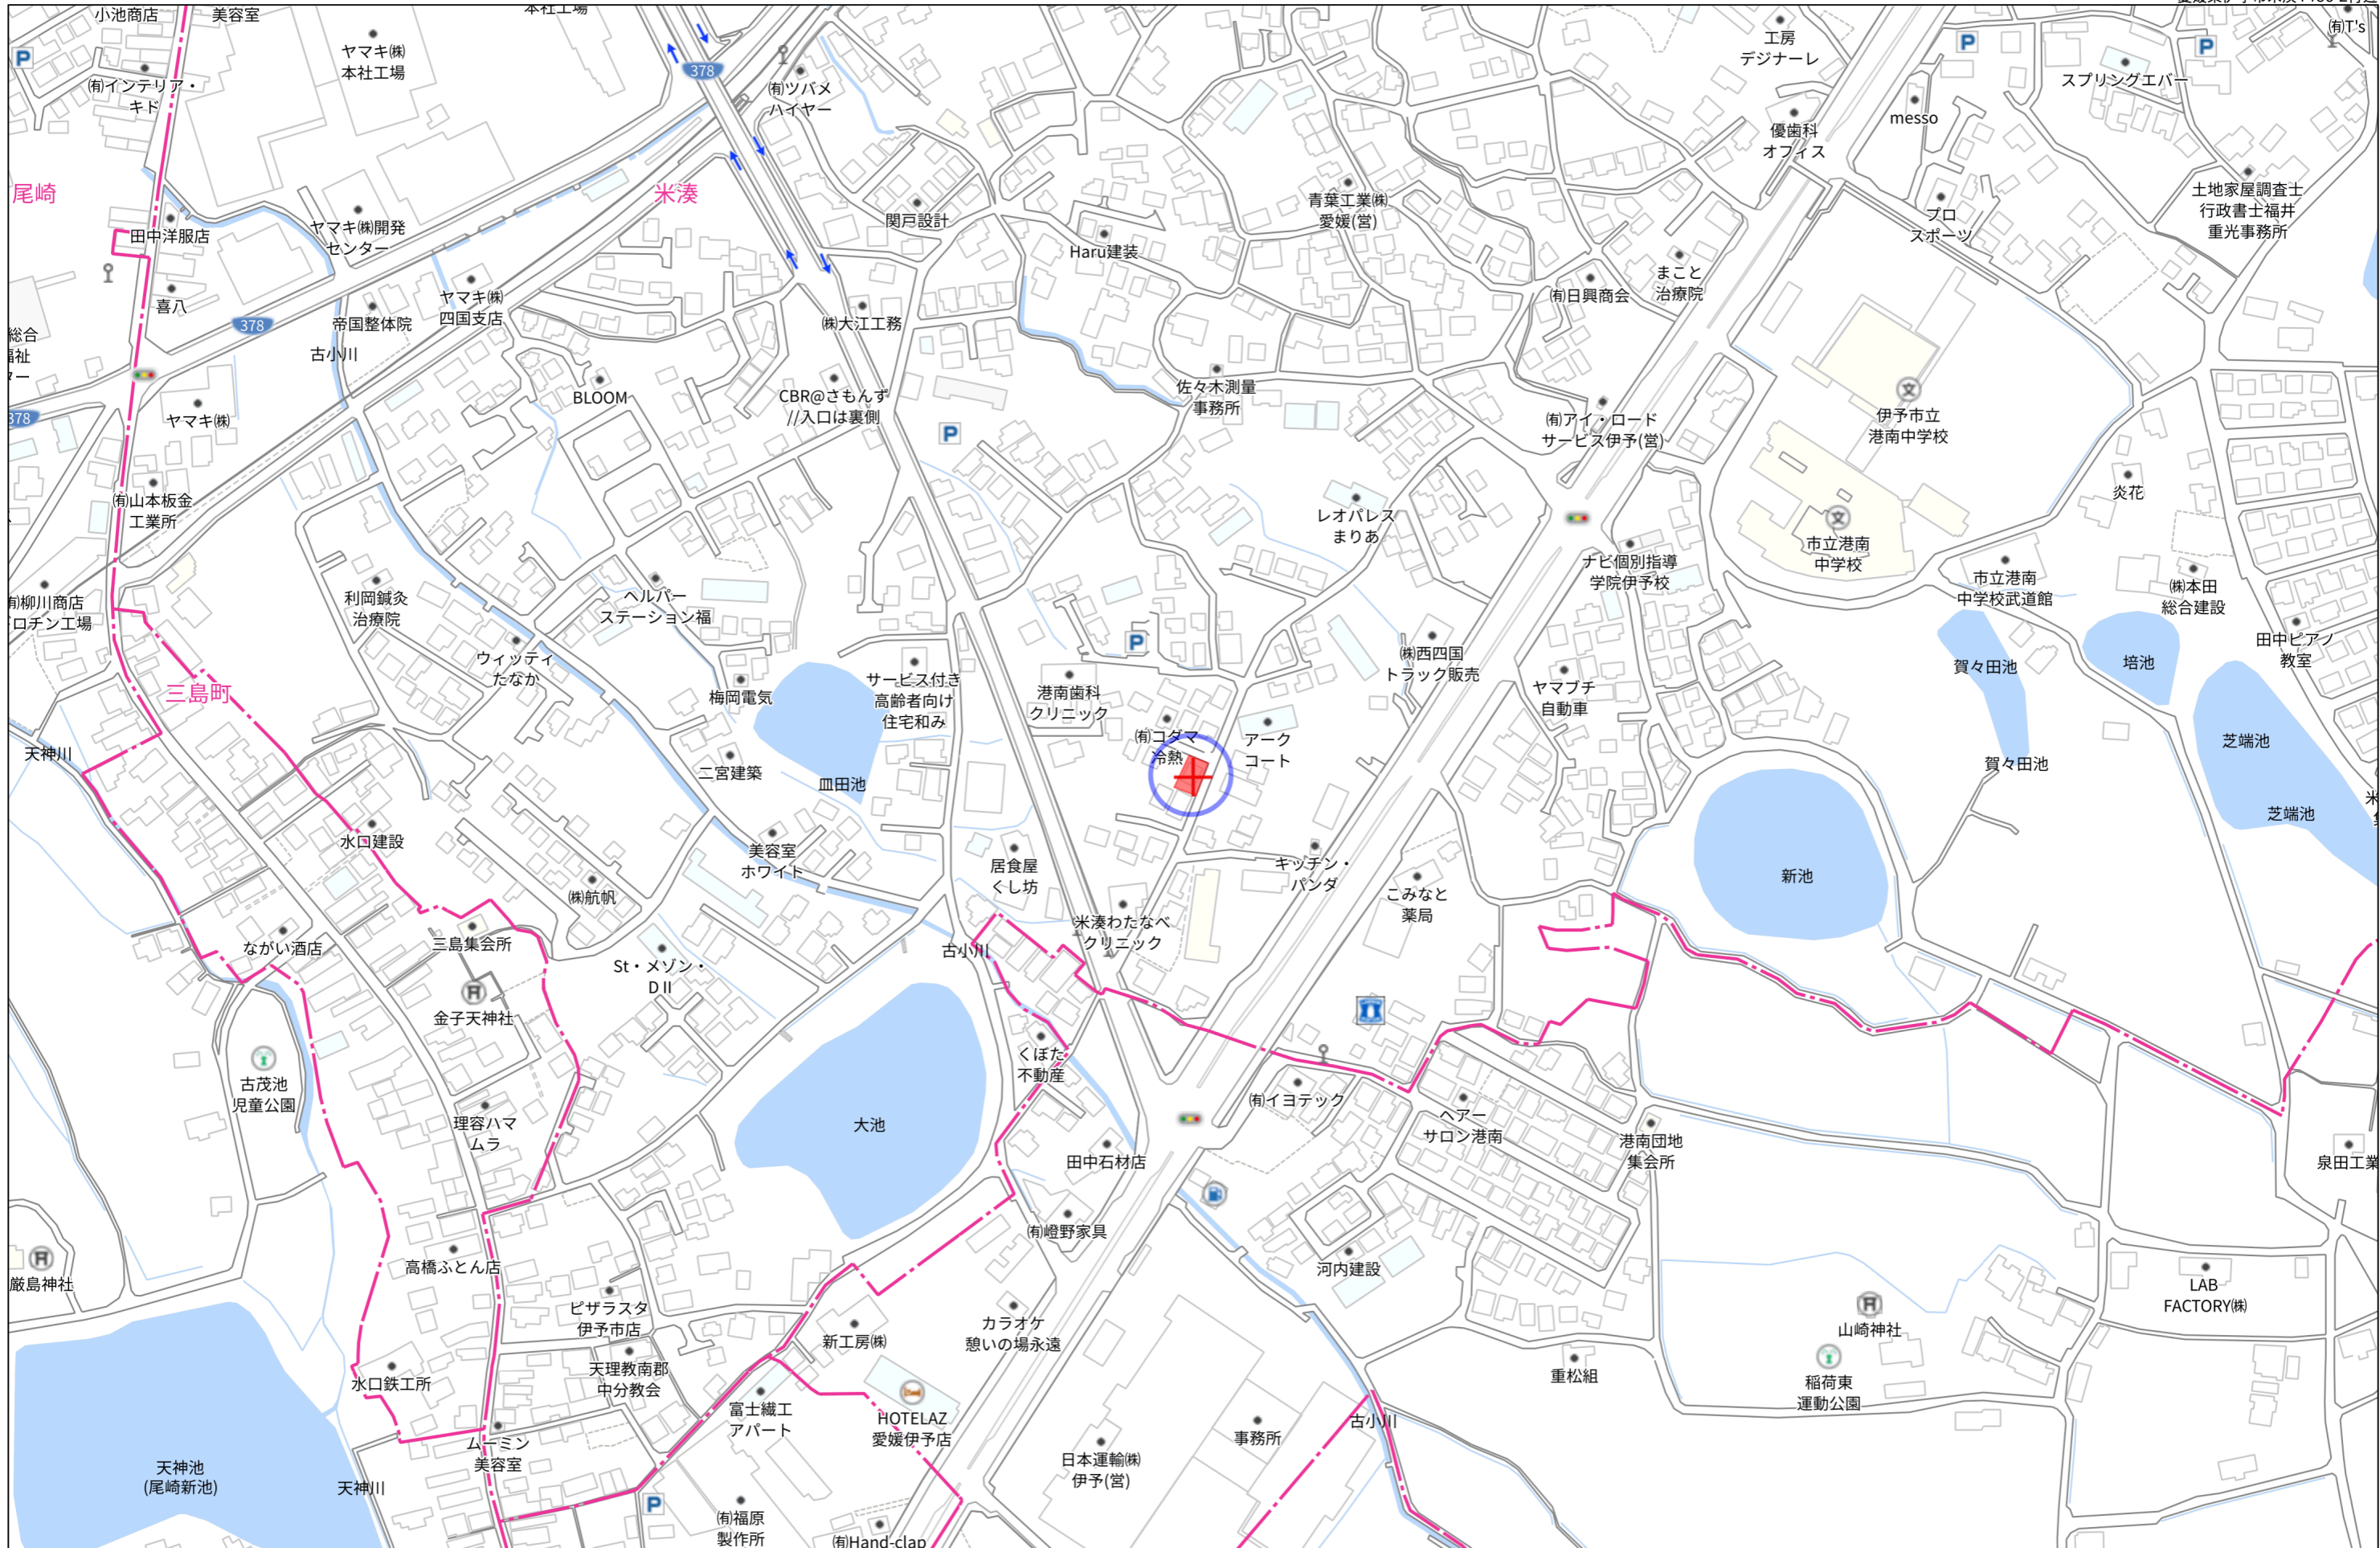 小池商店
美容室
本社工場
ヤマキ㈱
本社工場
㈲インテリア・
キド
378
㈲ツバメ
ハイヤー
工房
デジナーレ
㈲T's
スプリングエバー
messo
優歯科
オフィス
尾崎
米湊
田中洋服店
ヤマキ㈱開発
センター
関戸設計
Haru建装
青葉工業㈱
愛媛(営)
プロ
スポーツ
土地家屋調査士
行政書士福井
重光事務所
喜八
378
帝国整体院
ヤマキ㈱
四国支店
㈱大江工務
㈲日興商会
まこと
治療院
総合
福祉
古小川
378
ヤマキ㈱
BLOOM
CBR@さもんず
//入口は裏側
佐々木測量
事務所
㈲アイ・ロード
サービス伊予(営)
伊予市立
港南中学校
㈲山本板金
工業所
レオパレス
まりあ
炎花
市立港南
中学校
ナビ個別指導
学院伊予校
市立港南
中学校武道館
㈱本田
総合建設
㈲柳川商店
ロチン工場
利岡鍼灸
治療院
ヘルパー
ステーション福
田中ピアノ
教室
ウィッティ
たなか
梅岡電気
サービス付き
高齢者向け
住宅和み
港南歯科
クリニック
㈱西四国
トラック販売
ヤマブチ
自動車
賀々田池
培池
三島町
天神川
㈲コダマ
冷熱
アーク
コート
芝端池
賀々田池
二宮建築
皿田池
芝端池
水口建設
美容室
ホワイト
居食屋
くし坊
キッチン・
パンダ
こみなと
薬局
新池
㈱航帆
米湊わたなべ
クリニック
ながい酒店
三島集会所
St・メゾン・
DⅡ
古小川
金子天神社
古茂池
児童公園
くぼた
不動産
㈲イヨテック
ヘアー
サロン港南
理容ハマ
ムラ
大池
田中石材店
港南団地
集会所
泉田工業
㈲嶝野家具
厳島神社
高橋ふとん店
河内建設
LAB
FACTORY㈱
ピザラスタ
伊予市店
新工房㈱
カラオケ
憩いの場永遠
山崎神社
水口鉄工所
天理教南郡
中分教会
重松組
稲荷東
運動公園
富士繊工
アパート
HOTELAZ
愛媛伊予店
古小川
事務所
ムーミン
美容室
日本運輸㈱
伊予(営)
天神池
(尾崎新池)
天神川
㈲福原
製作所
㈲Hand-clap